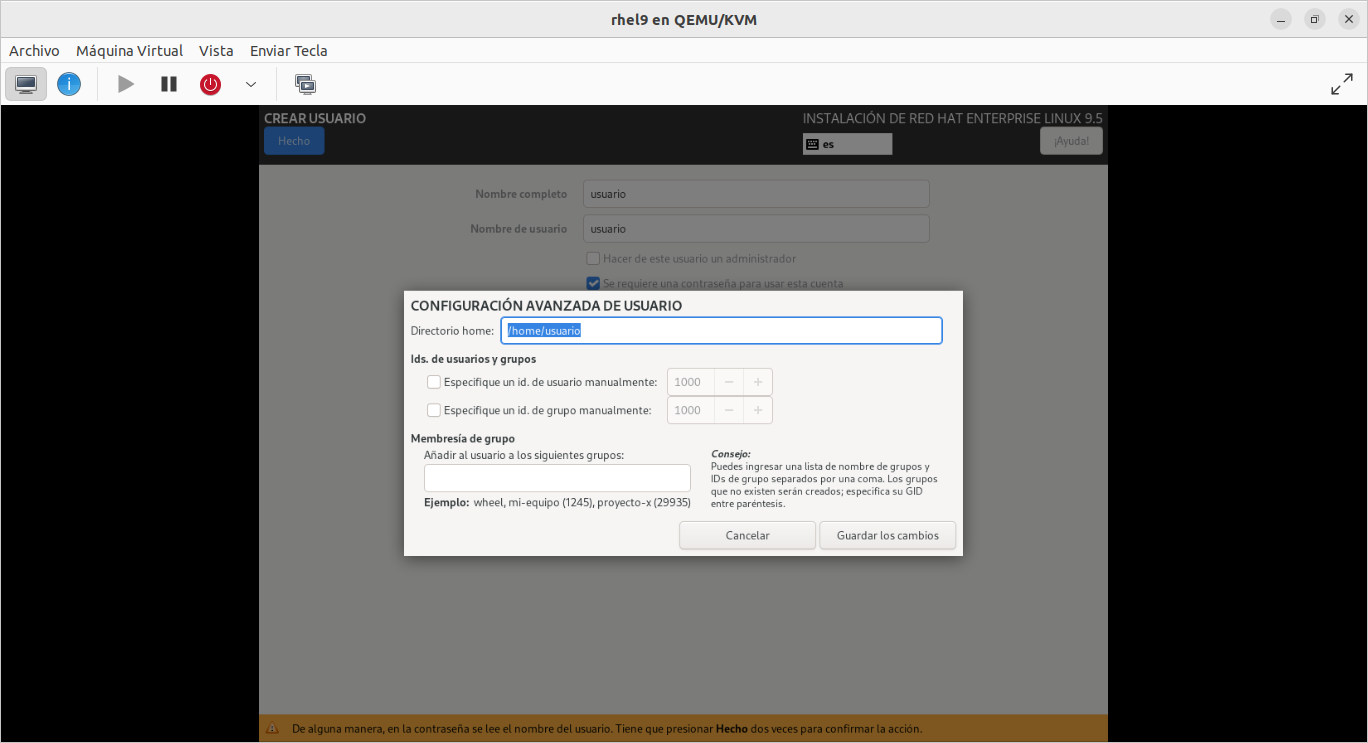 rhel9 en QEMU/KVM
Archivo Máquina Virtual Vista Enviar Tecla
CREAR USUARIO
INSTALACIÓN DE RED HAT ENTERPRISE LINUX 9.5
Hecho
es
¡Ayuda!
Nombre completo usuario
Nombre de usuario usuario
Hacer de este usuario un administrador
Se requiere una contraseña para usar esta cuenta
CONFIGURACIÓN AVANZADA DE USUARIO
Directorio home: /home/usuario
Ids. de usuarios y grupos
Especifique un id. de usuario manualmente: 1000 − +
Especifique un id. de grupo manualmente: 1000 − +
Membresía de grupo
Añadir al usuario a los siguientes grupos:
Ejemplo: wheel, mi-equipo (1245), proyecto-x (29935)
Consejo:
Puedes ingresar una lista de nombre de grupos y
IDs de grupo separados por una coma. Los grupos
que no existen serán creados; especifica su GID
entre paréntesis.
Cancelar
Guardar los cambios
De alguna manera, en la contraseña se lee el nombre del usuario. Tiene que presionar Hecho dos veces para confirmar la acción.